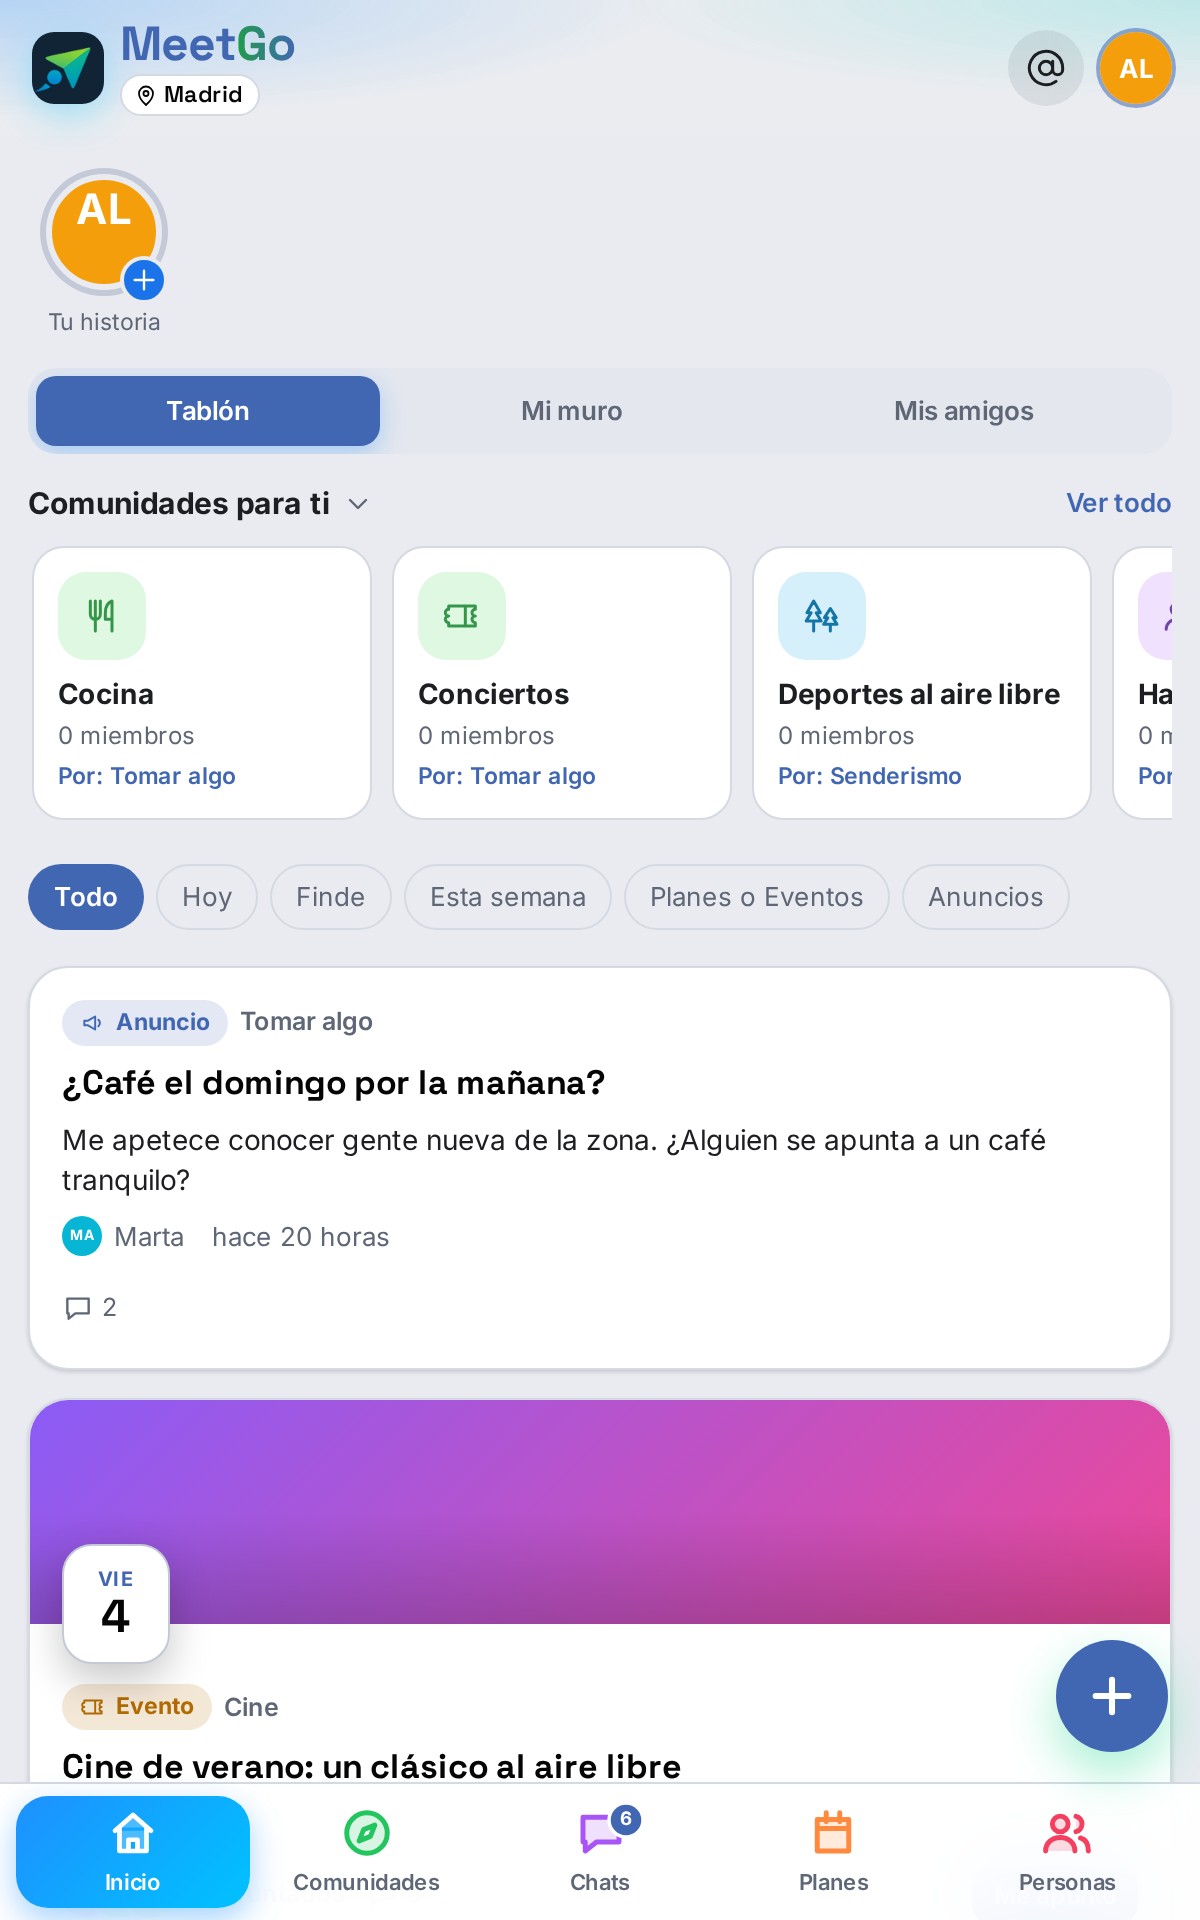 MeetGo
Madrid
@
AL
AL
Tu historia
Tablón
Mi muro
Mis amigos
Comunidades para ti
Ver todo
Cocina
0 miembros
Por: Tomar algo
Conciertos
0 miembros
Por: Tomar algo
Deportes al aire libre
0 miembros
Por: Senderismo
Ha
0 m
Por
Todo
Hoy
Finde
Esta semana
Planes o Eventos
Anuncios
Anuncio
Tomar algo
¿Café el domingo por la mañana?
Me apetece conocer gente nueva de la zona. ¿Alguien se apunta a un café
tranquilo?
MA
Marta
hace 20 horas
2
VIE
4
Evento
Cine
Cine de verano: un clásico al aire libre
Inicio
Comunidades
6
Chats
Planes
Personas